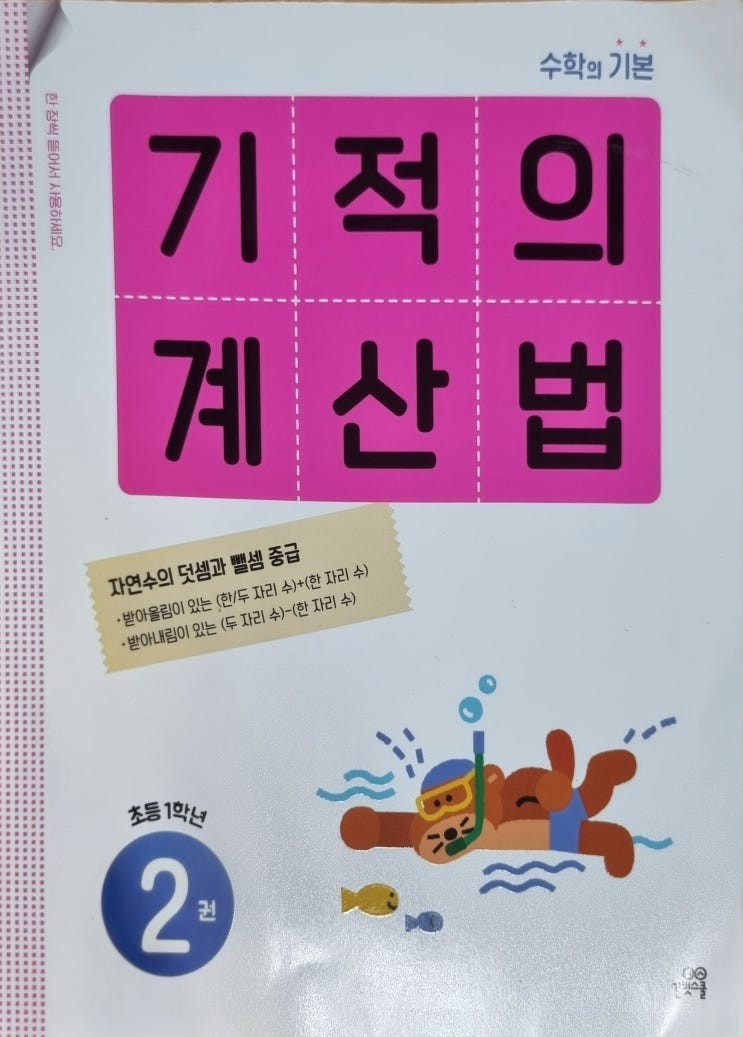 수학의 기본
한 장씩 뜯어서 사용하세요.
기적의
계산법
자연수의 덧셈과 뺄셈 중급
· 받아올림이 있는 (한/두 자리 수)+(한 자리 수)
· 받아내림이 있는 (두 자리 수)-(한 자리 수)
초등 1학년
2권
길벗스쿨